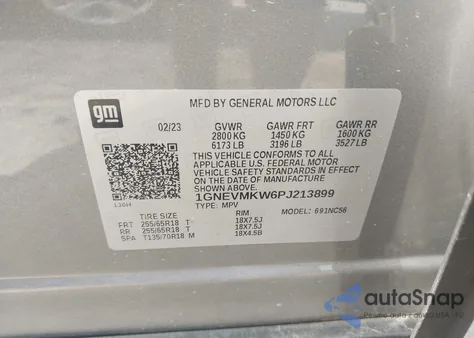 gm
MFD BY GENERAL MOTORS LLC
02/23 GVWR GAWR FRT GAWR RR
2800 KG 1450 KG 1600 KG
6173 LB 3196 LB 3527 LB
THIS VEHICLE CONFORMS TO ALL
APPLICABLE U.S. FEDERAL MOTOR
VEHICLE SAFETY STANDARDS IN EFFECT
ON THE DATE OF MANUFACTURE SHOWN ABOVE.
1GNEVMKW6PJ213899
TYPE: MPV MODEL: 691NC56
TIRE SIZE RIM
FRT 255/65R18 T 18X7.5J
RR 255/65R18 T 18X7.5J
SPA T135/70R18 M 18X4.5B
autoSnap